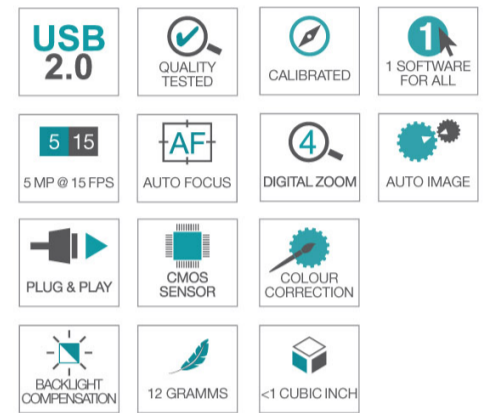 USB
2.0
QUALITY
TESTED
CALIBRATED
1
1 SOFTWARE
FOR ALL
5 15
5 MP @ 15 FPS
AF
AUTO FOCUS
4
DIGITAL ZOOM
AUTO IMAGE
PLUG & PLAY
CMOS
SENSOR
COLOUR
CORRECTION
BACKLIGHT
COMPENSATION
12 GRAMMS
<1 CUBIC INCH